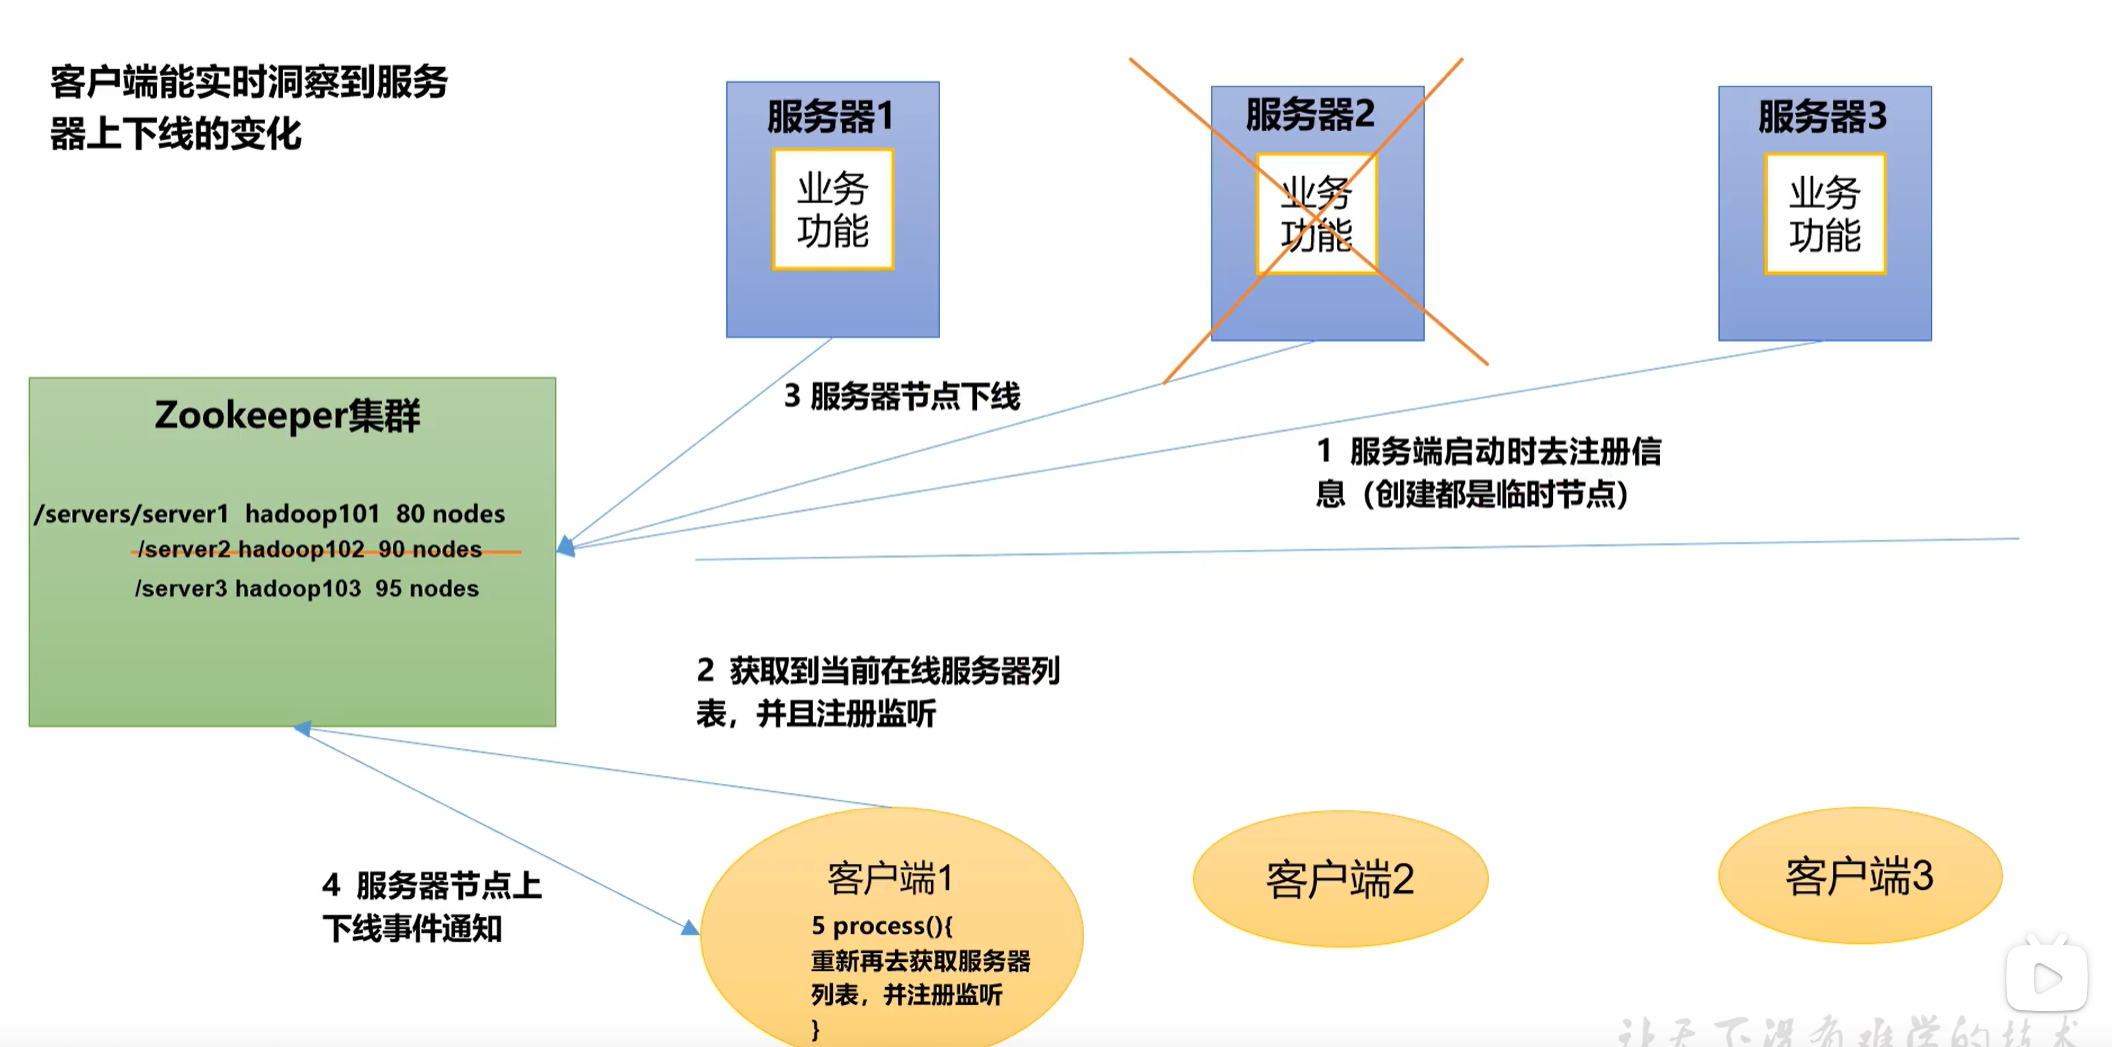 客户端能实时洞察到服务
器上下线的变化
服务器1
业务
功能
服务器2
业务
功能
服务器3
业务
功能
3 服务器节点下线
1 服务端启动时去注册信
息（创建都是临时节点）
Zookeeper集群
/servers/server1 hadoop101 80 nodes
/server2 hadoop102 90 nodes
/server3 hadoop103 95 nodes
2 获取到当前在线服务器列
表，并且注册监听
4 服务器节点上
下线事件通知
客户端1
5 process(){
重新再去获取服务器
列表，并注册监听
}
客户端2
客户端3
让天下没有难学的技术